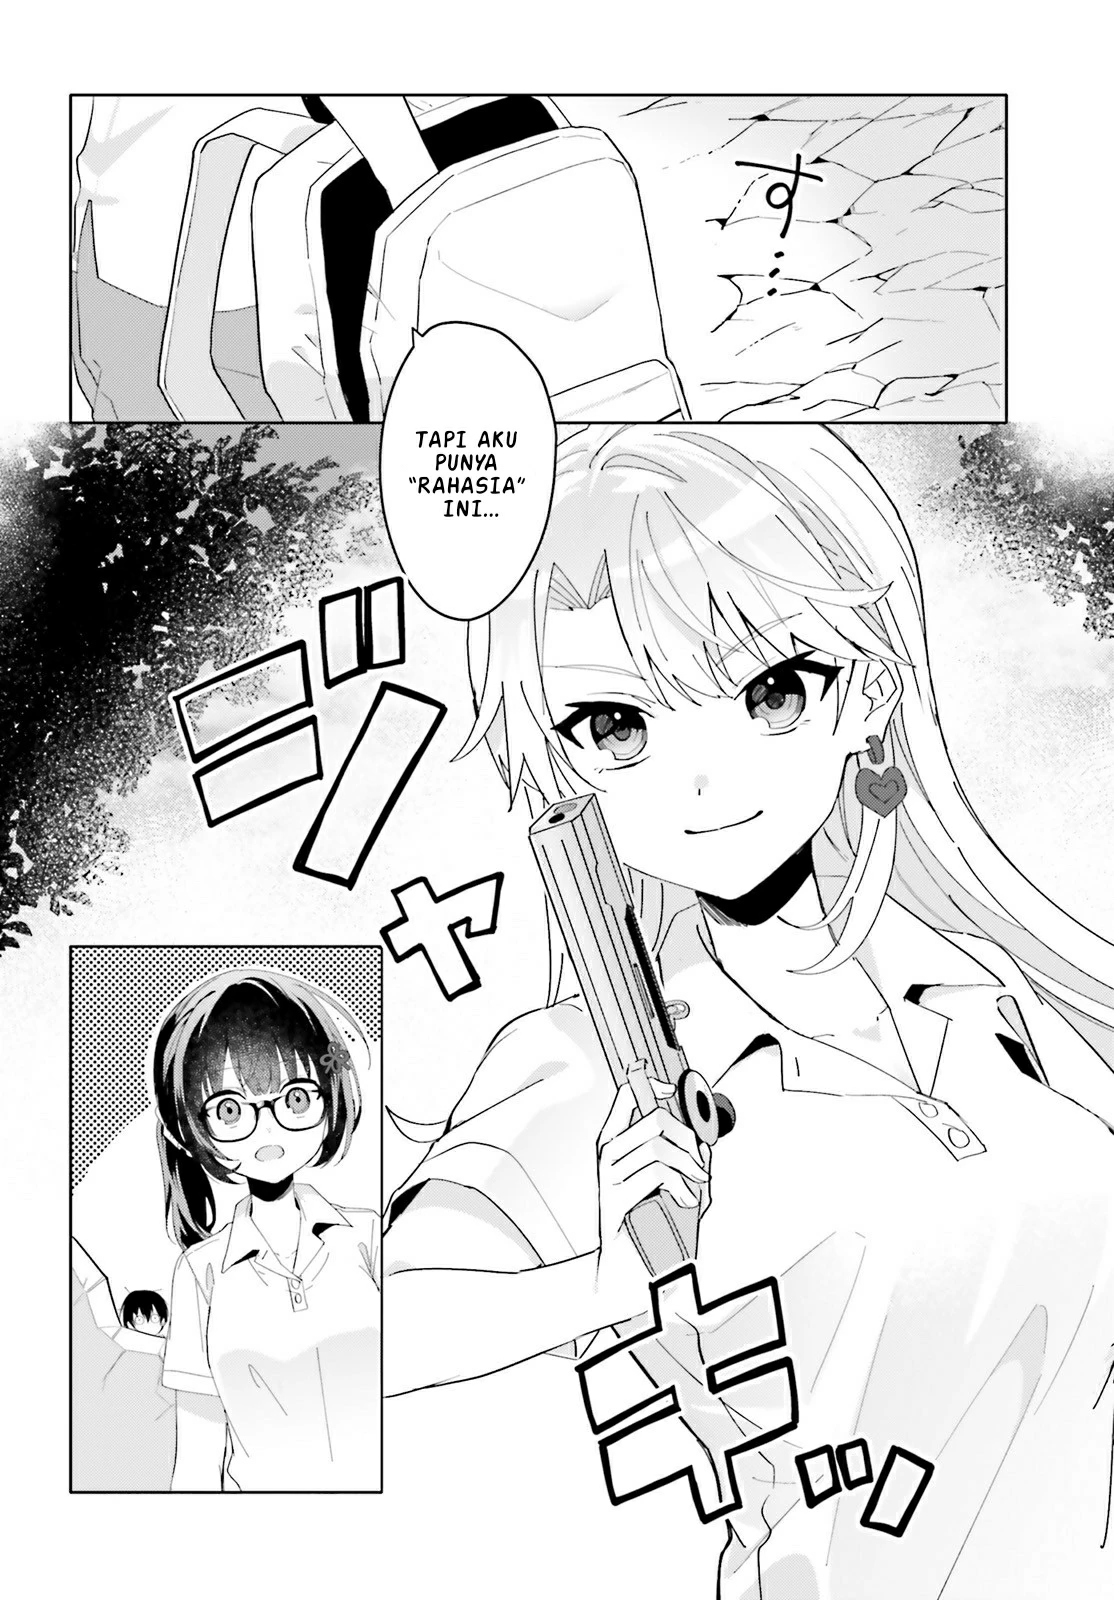 す…
TAPI AKU
PUNYA
“RAHASIA”
INI...
ジャ
キッ